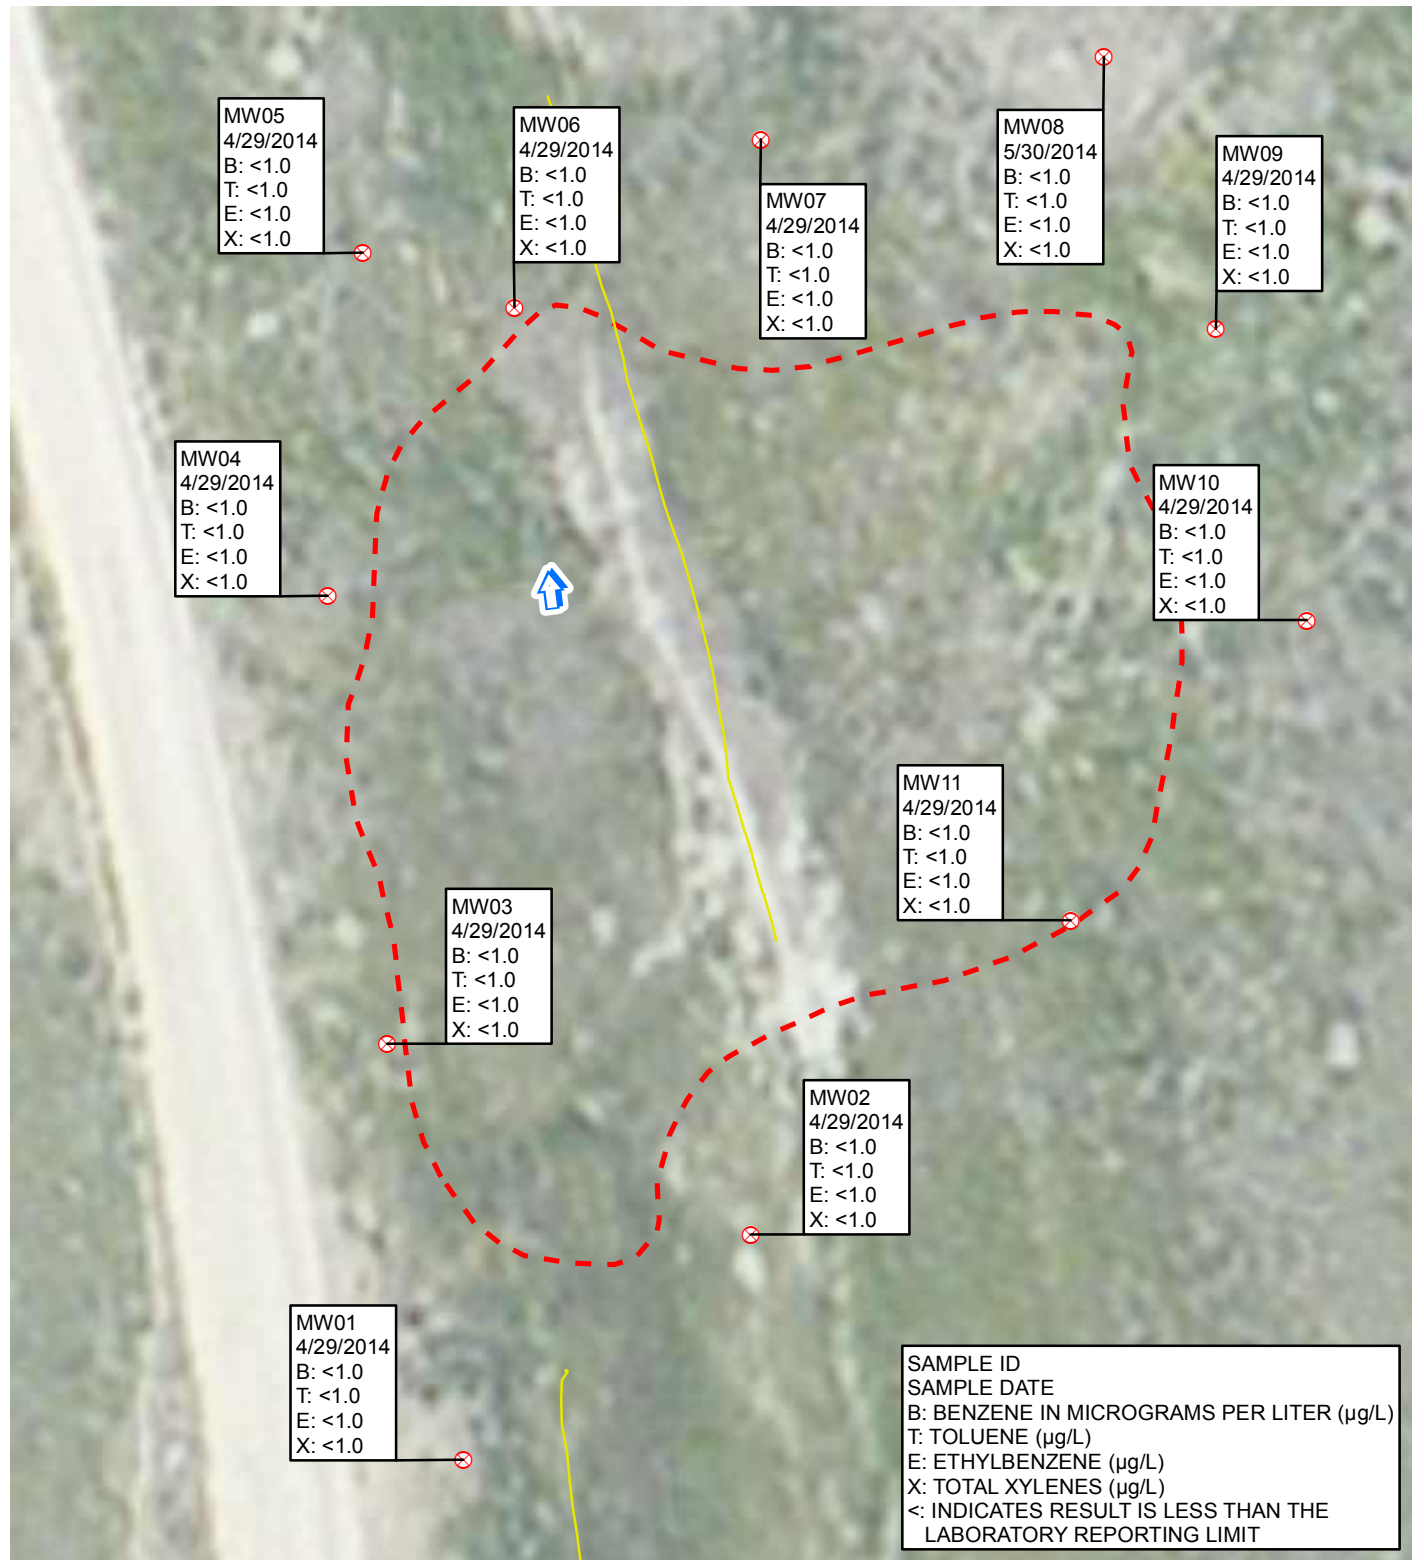 MW05
4/29/2014
B: <1.0
T: <1.0
E: <1.0
X: <1.0
MW06
4/29/2014
B: <1.0
T: <1.0
E: <1.0
X: <1.0
MW07
4/29/2014
B: <1.0
T: <1.0
E: <1.0
X: <1.0
MW08
5/30/2014
B: <1.0
T: <1.0
E: <1.0
X: <1.0
MW09
4/29/2014
B: <1.0
T: <1.0
E: <1.0
X: <1.0
MW04
4/29/2014
B: <1.0
T: <1.0
E: <1.0
X: <1.0
MW10
4/29/2014
B: <1.0
T: <1.0
E: <1.0
X: <1.0
MW11
4/29/2014
B: <1.0
T: <1.0
E: <1.0
X: <1.0
MW03
4/29/2014
B: <1.0
T: <1.0
E: <1.0
X: <1.0
MW02
4/29/2014
B: <1.0
T: <1.0
E: <1.0
X: <1.0
MW01
4/29/2014
B: <1.0
T: <1.0
E: <1.0
X: <1.0
SAMPLE ID
SAMPLE DATE
B: BENZENE IN MICROGRAMS PER LITER (µg/L)
T: TOLUENE (µg/L)
E: ETHYLBENZENE (µg/L)
X: TOTAL XYLENES (µg/L)
<: INDICATES RESULT IS LESS THAN THE
LABORATORY REPORTING LIMIT